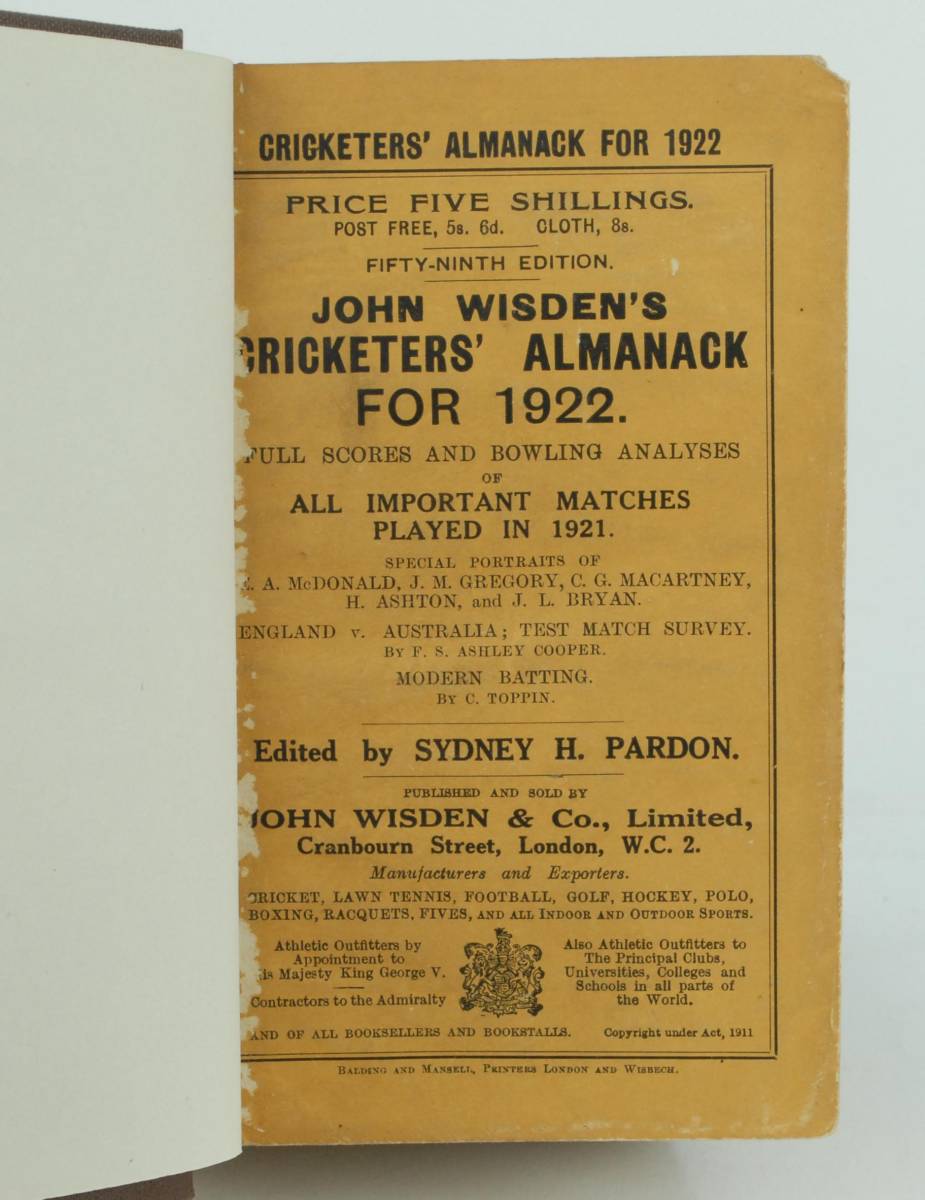 CRICKETERS' ALMANACK FOR 1922
PRICE FIVE SHILLINGS.
POST FREE, 5s. 6d. CLOTH, 8s.
FIFTY-NINTH EDITION.
JOHN WISDEN'S
CRICKETERS' ALMANACK
FOR 1922.
FULL SCORES AND BOWLING ANALYSES
OF
ALL IMPORTANT MATCHES
PLAYED IN 1921.
SPECIAL PORTRAITS OF
A. McDONALD, J. M. GREGORY, C. G. MACARTNEY,
H. ASHTON, and J. L. BRYAN.
ENGLAND v. AUSTRALIA; TEST MATCH SURVEY.
BY F. S. ASHLEY COOPER.
MODERN BATTING.
BY C. TOPPIN.
Edited by SYDNEY H. PARDON.
PUBLISHED AND SOLD BY
JOHN WISDEN & Co., Limited,
Cranbourn Street, London, W.C. 2.
Manufacturers and Exporters.
CRICKET, LAWN TENNIS, FOOTBALL, GOLF, HOCKEY, POLO,
BOXING, RACQUETS, FIVES, AND ALL INDOOR AND OUTDOOR SPORTS.
Athletic Outfitters by
Appointment to
His Majesty King George V.
Contractors to the Admiralty
Also Athletic Outfitters to
The Principal Clubs,
Universities, Colleges and
Schools in all parts of
the World.
AND OF ALL BOOKSELLERS AND BOOKSTALLS. Copyright under Act, 1911
BALDING AND MANSELL, PRINTERS LONDON AND WISBECH.